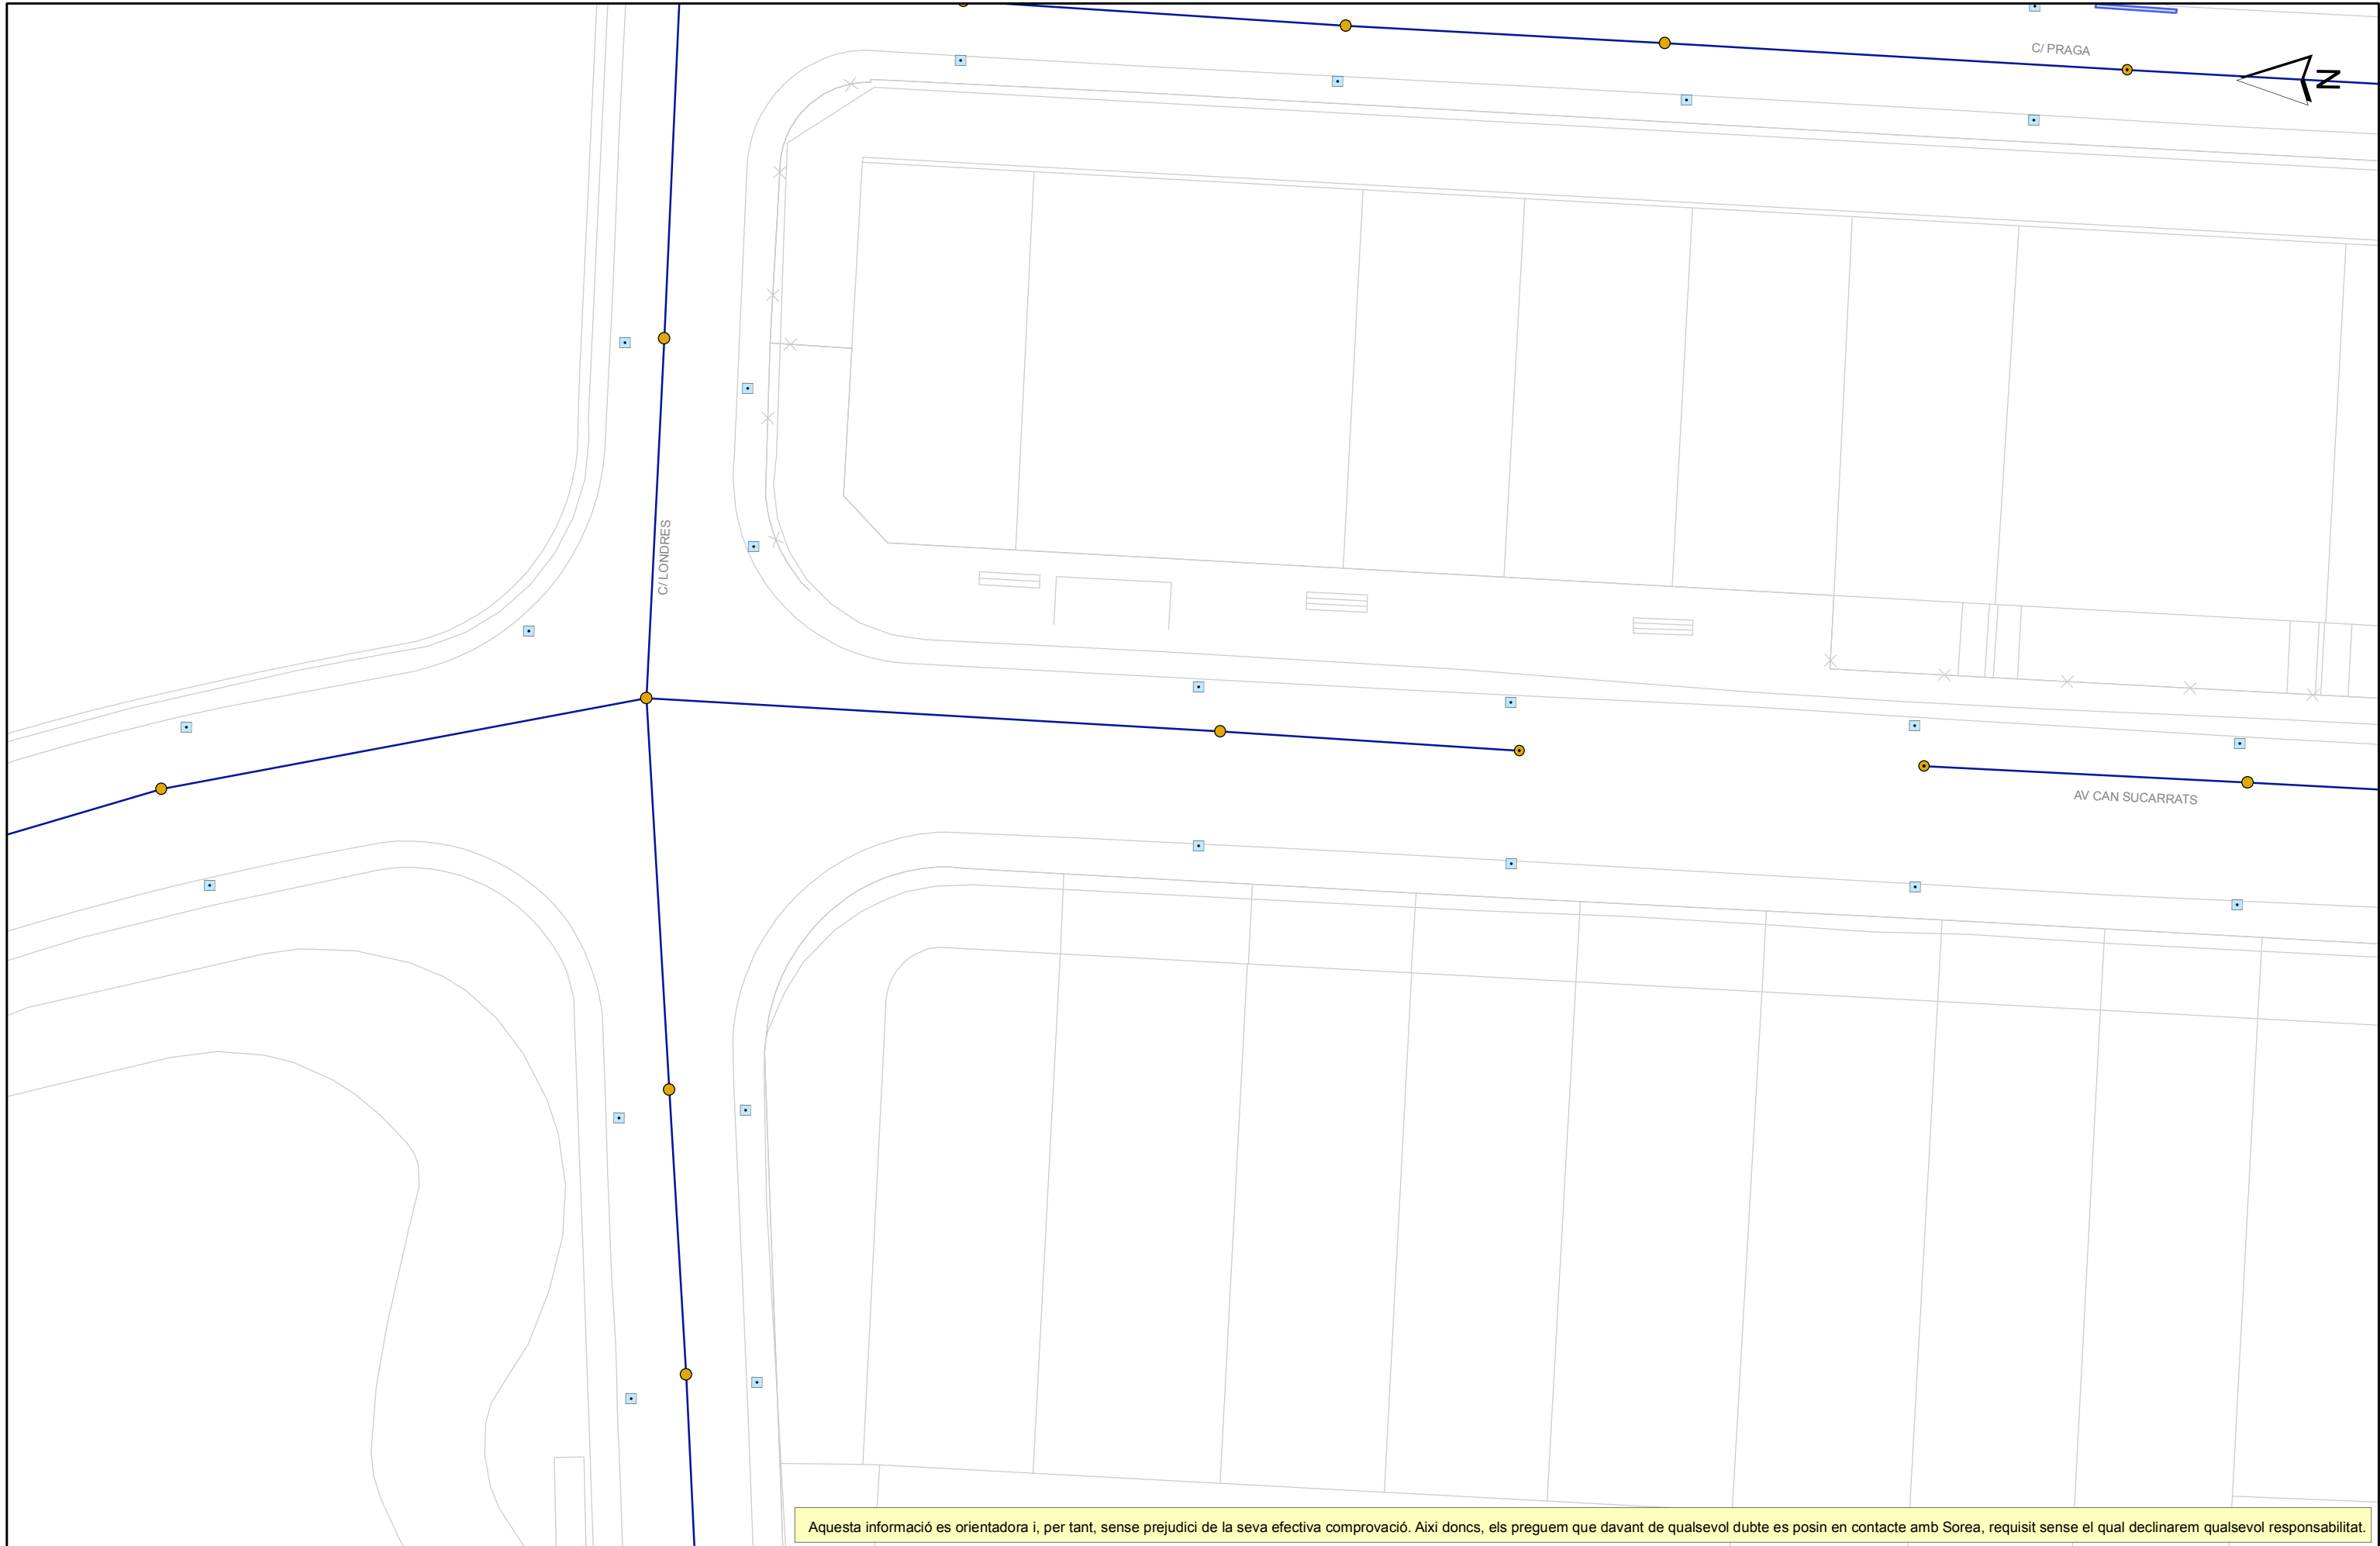 C/ PRAGA
N
C/ LONDRES
AV CAN SUCARRATS
Aquesta informació es orientadora i, per tant, sense prejudici de la seva efectiva comprovació. Aixi doncs, els preguem que davant de qualsevol dubte es posin en contacte amb Sorea, requisit sense el qual declinarem qualsevol responsabilitat.